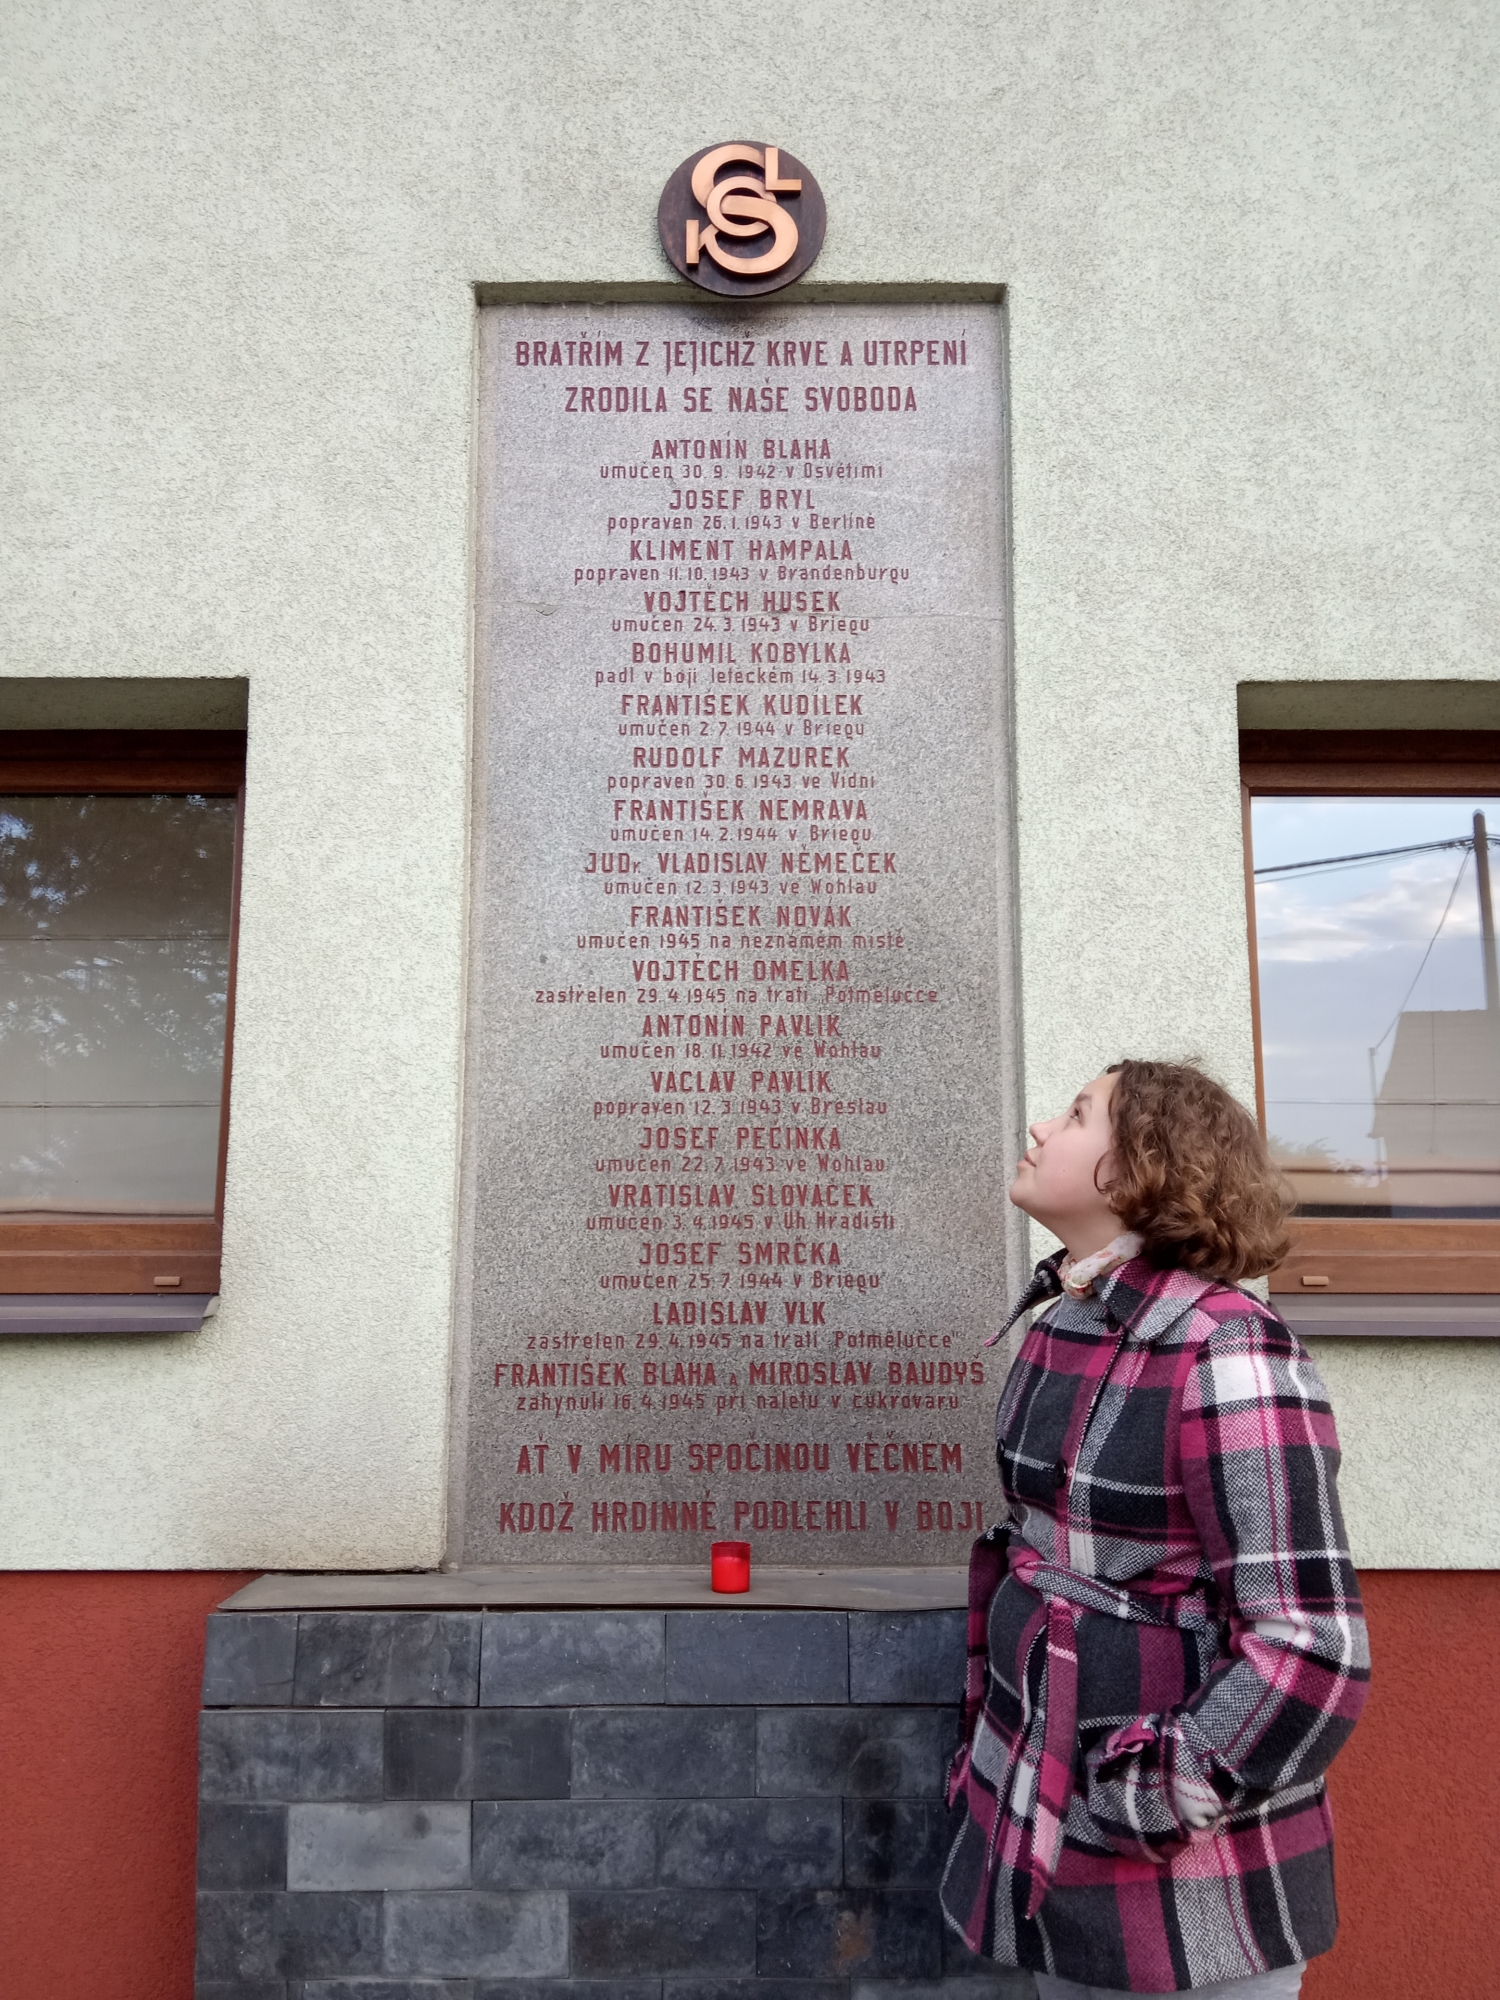 SOKOL
BRATŘÍM Z JEJICHŽ KRVE A UTRPENÍ
ZRODILA SE NAŠE SVOBODA
ANTONÍN BLAHA
umučen 30. 9. 1942 v Osvětimi
JOSEF BRYL
popraven 26. 1. 1943 v Berlíně
KLIMENT HAMPALA
popraven 11. 10. 1943 v Brandenburgu
VOJTĚCH HUSEK
umučen 24. 3. 1943 v Briegu
BOHUMIL KOBYLKA
padl v boji leteckém 14. 3. 1943
FRANTIŠEK KUDÍLEK
umučen 2. 7. 1944 v Briegu
RUDOLF MAZUREK
popraven 30. 6. 1943 ve Vídni
FRANTIŠEK NEMRAVA
umučen 14. 2. 1944 v Briegu
JUDr. VLADISLAV NĚMEČEK
umučen 12. 3. 1943 ve Wohlau
FRANTIŠEK NOVÁK
umučen 1945 na neznámém místě
VOJTĚCH OMELKA
zastřelen 29. 4. 1945 na trati „Potmělučce"
ANTONÍN PAVLÍK
umučen 18. 11. 1942 ve Wohlau
VÁCLAV PAVLÍK
popraven 12. 3. 1943 v Breslau
JOSEF PEČINKA
umučen 22. 7. 1943 ve Wohlau
VRATISLAV SLOVÁČEK
umučen 3. 4. 1945 v Uh. Hradišti
JOSEF SMRČKA
umučen 25. 7. 1944 v Briegu
LADISLAV VLK
zastřelen 29. 4. 1945 na trati „Potmělučce"
FRANTIŠEK BLAHA A MIROSLAV BAUDYŠ
zahynuli 16. 4. 1945 při náletu v cukrovaru
AŤ V MÍRU SPOČINOU VĚČNÉM
KDOŽ HRDINNĚ PODLEHLI V BOJI